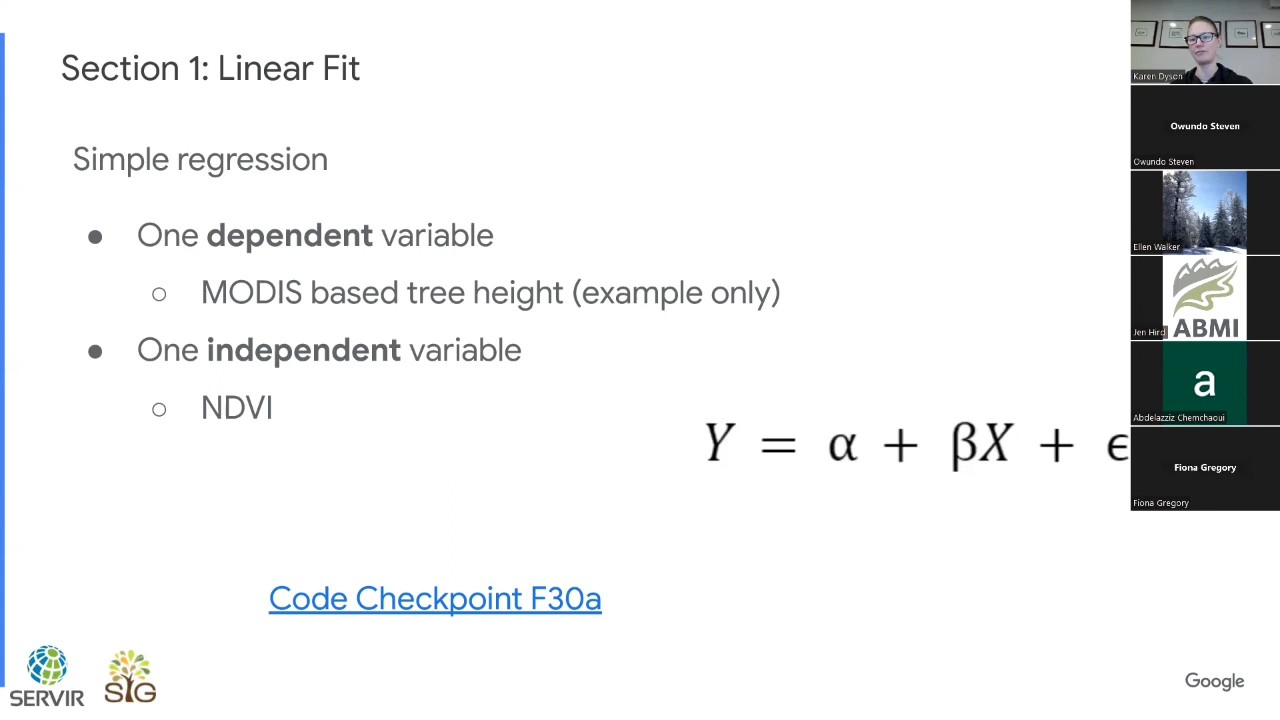 Section 1: Linear Fit
Simple regression
● One dependent variable
○ MODIS based tree height (example only)
● One independent variable
○ NDVI
Y = α + βX + ϵ
Code Checkpoint F30a
SERVIR
SIG
Google
Karen Dyson
Owundo Steven
Owundo Steven
Ellen Walker
ABMI
Jen Hird
a
Abdelazziz Chemchaoui
Fiona Gregory
Fiona Gregory